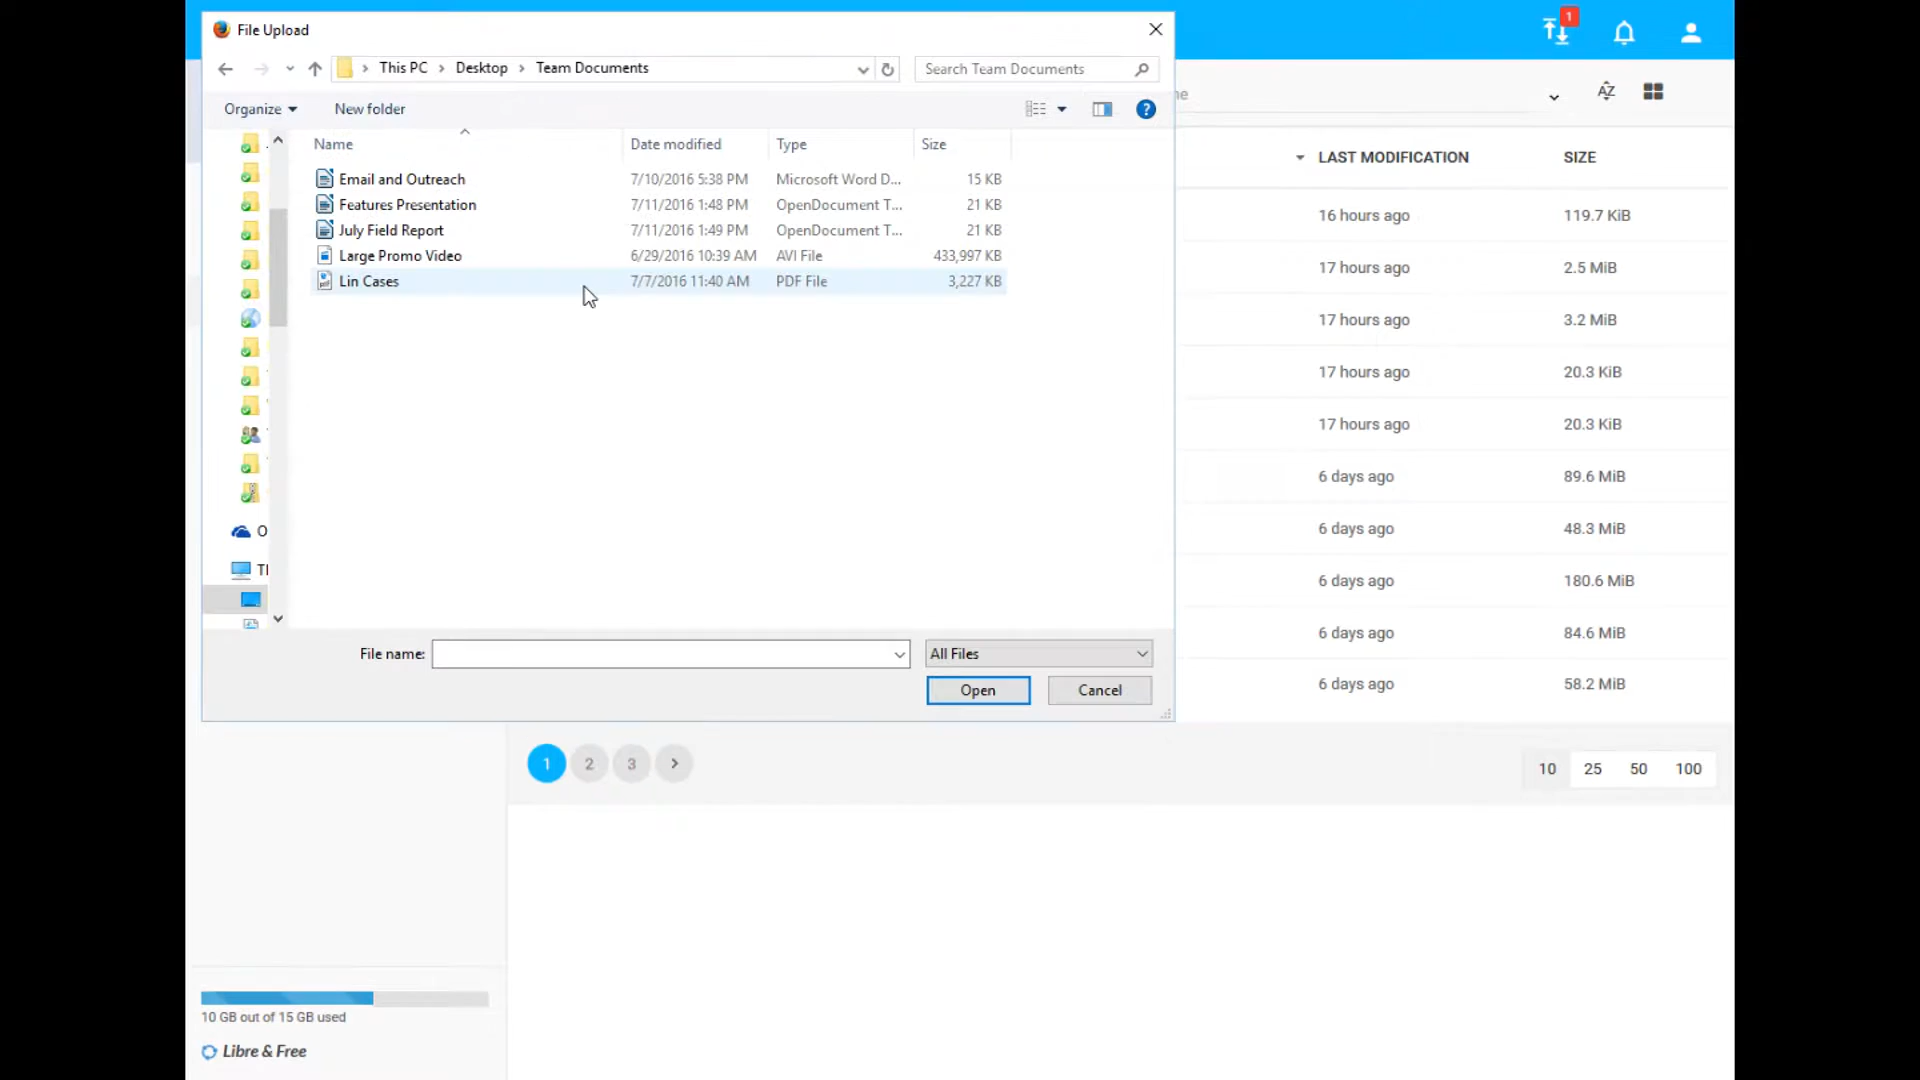 File Upload
1
This PC > Desktop > Team Documents
Search Team Documents
Organize
New folder
?
Name Date modified Type Size
Email and Outreach 7/10/2016 5:38 PM Microsoft Word D... 15 KB
Features Presentation 7/11/2016 1:48 PM OpenDocument T... 21 KB
July Field Report 7/11/2016 1:49 PM OpenDocument T... 21 KB
Large Promo Video 6/29/2016 10:39 AM AVI File 433,997 KB
Lin Cases 7/7/2016 11:40 AM PDF File 3,227 KB
File name:
All Files
Open
Cancel
AZ
LAST MODIFICATION SIZE
16 hours ago 119.7 KiB
17 hours ago 2.5 MiB
17 hours ago 3.2 MiB
17 hours ago 20.3 KiB
17 hours ago 20.3 KiB
6 days ago 89.6 MiB
6 days ago 48.3 MiB
6 days ago 180.6 MiB
6 days ago 84.6 MiB
6 days ago 58.2 MiB
1 2 3 >
10 25 50 100
10 GB out of 15 GB used
Libre & Free